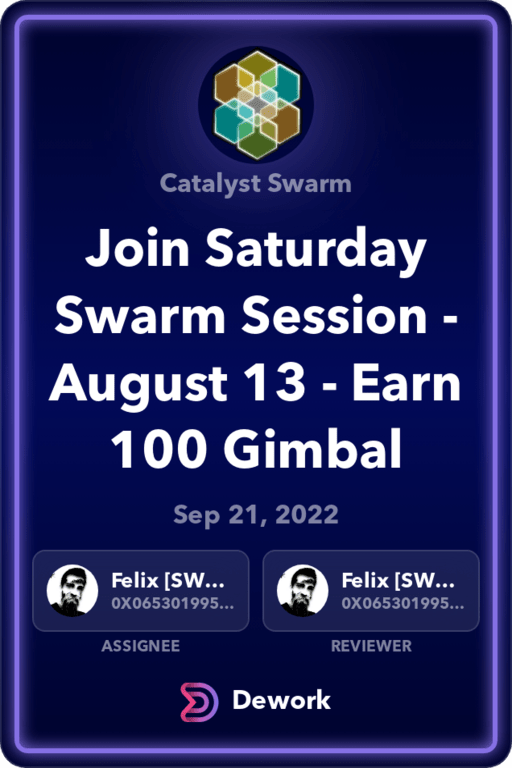 Catalyst Swarm
Join Saturday
Swarm Session -
August 13 - Earn
100 Gimbal
Sep 21, 2022
Felix [SW...
0X065301995...
ASSIGNEE
Felix [SW...
0X065301995...
REVIEWER
Dework